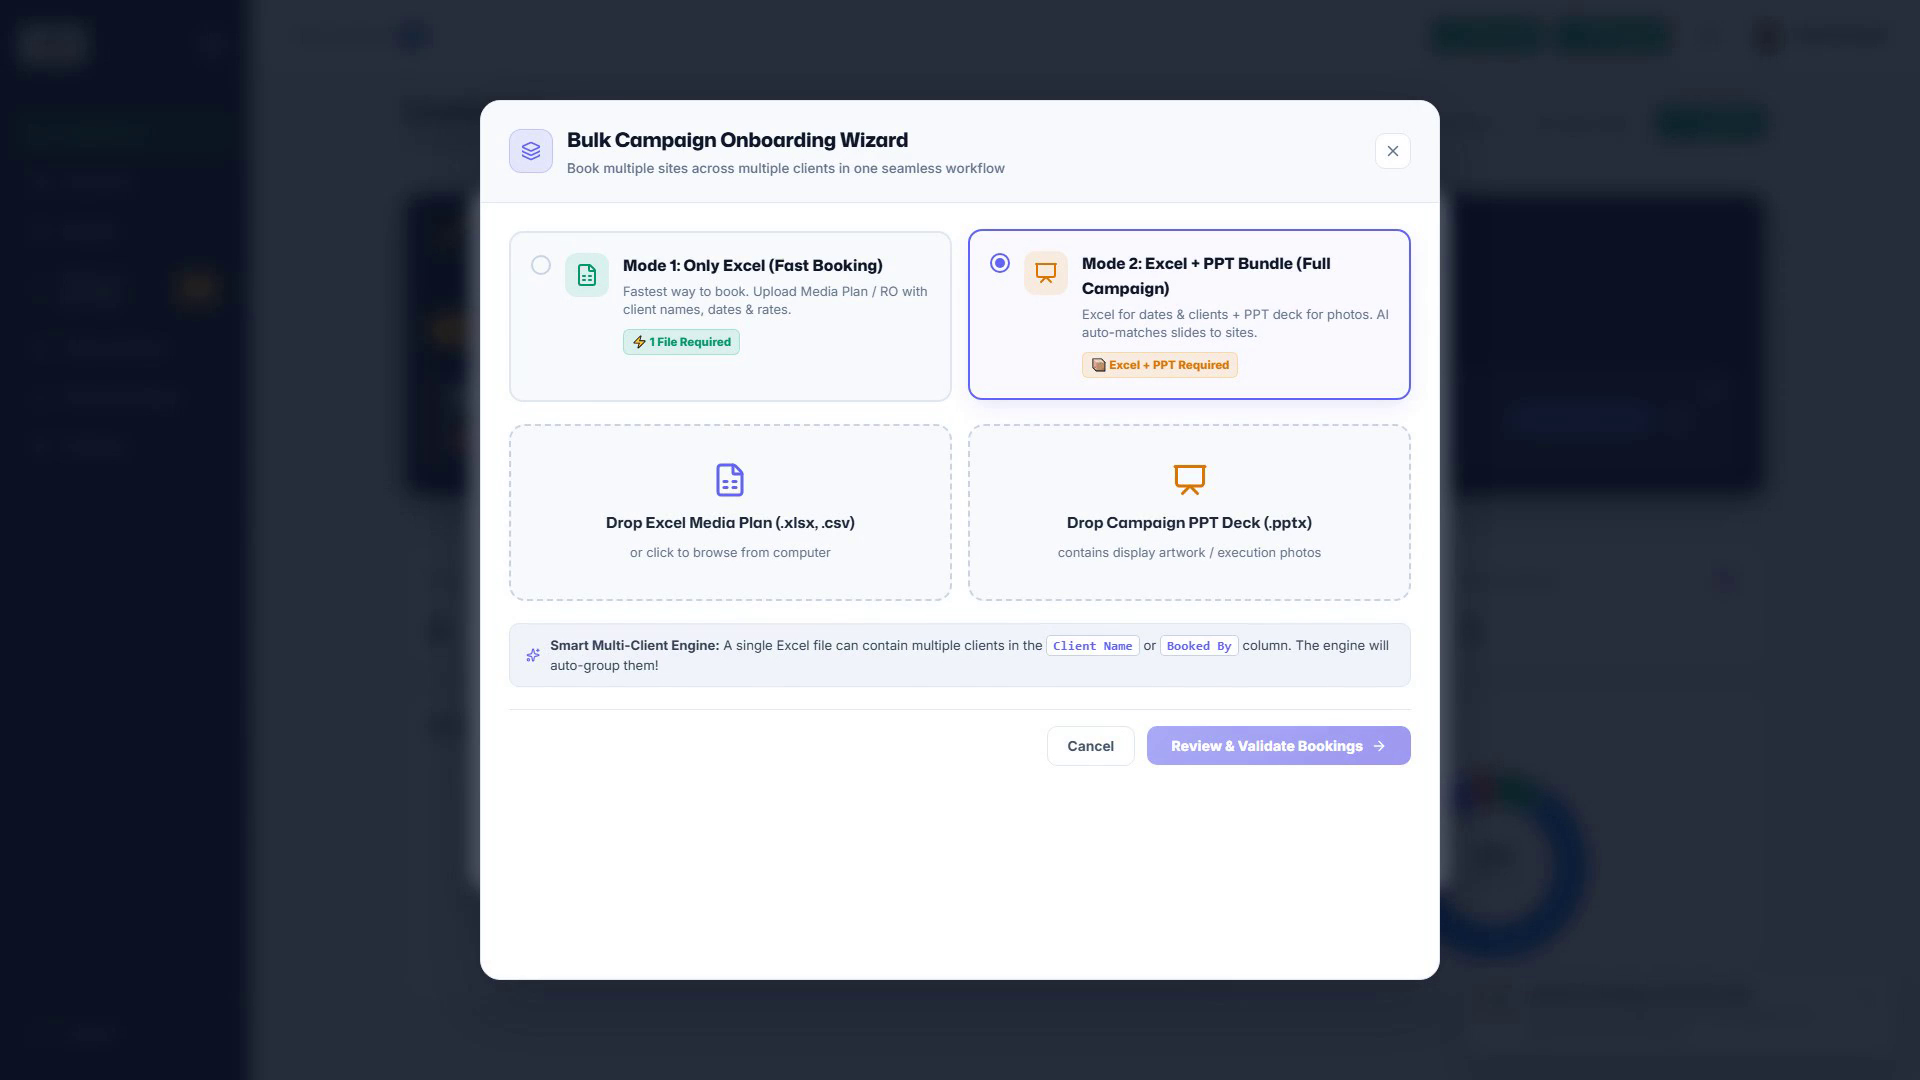 Bulk Campaign Onboarding Wizard
Book multiple sites across multiple clients in one seamless workflow
Mode 1: Only Excel (Fast Booking)
Fastest way to book. Upload Media Plan / RO with
client names, dates & rates.
⚡ 1 File Required
Mode 2: Excel + PPT Bundle (Full
Campaign)
Excel for dates & clients + PPT deck for photos. AI
auto-matches slides to sites.
📦 Excel + PPT Required
Drop Excel Media Plan (.xlsx, .csv)
or click to browse from computer
Drop Campaign PPT Deck (.pptx)
contains display artwork / execution photos
Smart Multi-Client Engine: A single Excel file can contain multiple clients in the Client Name or Booked By column. The engine will
auto-group them!
Cancel
Review & Validate Bookings →